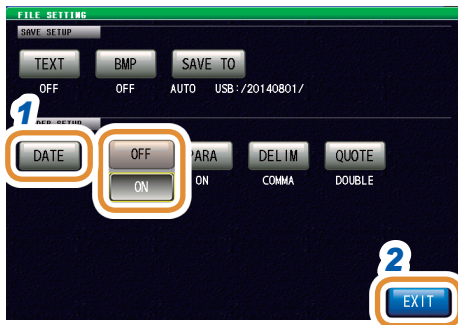 FILE SETTING
SAVE SETUP
TEXT BMP SAVE TO
OFF OFF AUTO USB:/20140801/
1
SETUP
DATE OFF PARA DELIM QUOTE
ON ON COMMA DOUBLE
2
EXIT